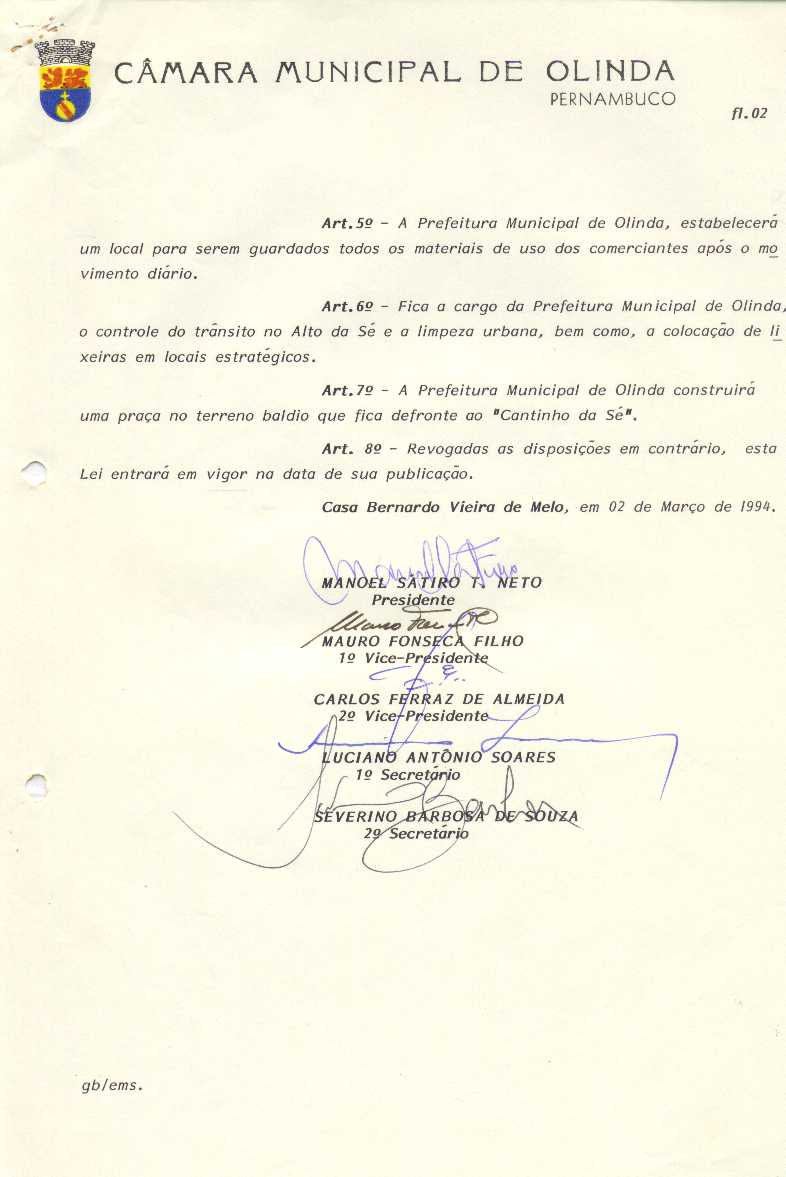 CÂMARA MUNICIPAL DE OLINDA
PERNAMBUCO
fl.02
Art.5º - A Prefeitura Municipal de Olinda, estabelecerá
um local para serem guardados todos os materiais de uso dos comerciantes após o mo
vimento diário.
Art.6º - Fica a cargo da Prefeitura Municipal de Olinda,
o controle do trânsito no Alto da Sé e a limpeza urbana, bem como, a colocação de li
xeiras em locais estratégicos.
Art.7º - A Prefeitura Municipal de Olinda construirá
uma praça no terreno baldio que fica defronte ao "Cantinho da Sé".
Art. 8º - Revogadas as disposições em contrário, esta
Lei entrará em vigor na data de sua publicação.
Casa Bernardo Vieira de Melo, em 02 de Março de 1994.
MANOEL SÁTIRO T. NETO
Presidente
MAURO FONSECA FILHO
1º Vice-Presidente
CARLOS FERRAZ DE ALMEIDA
2º Vice-Presidente
LUCIANO ANTÔNIO SOARES
1º Secretário
SEVERINO BARBOSA DE SOUZA
2º Secretário
gb/ems.